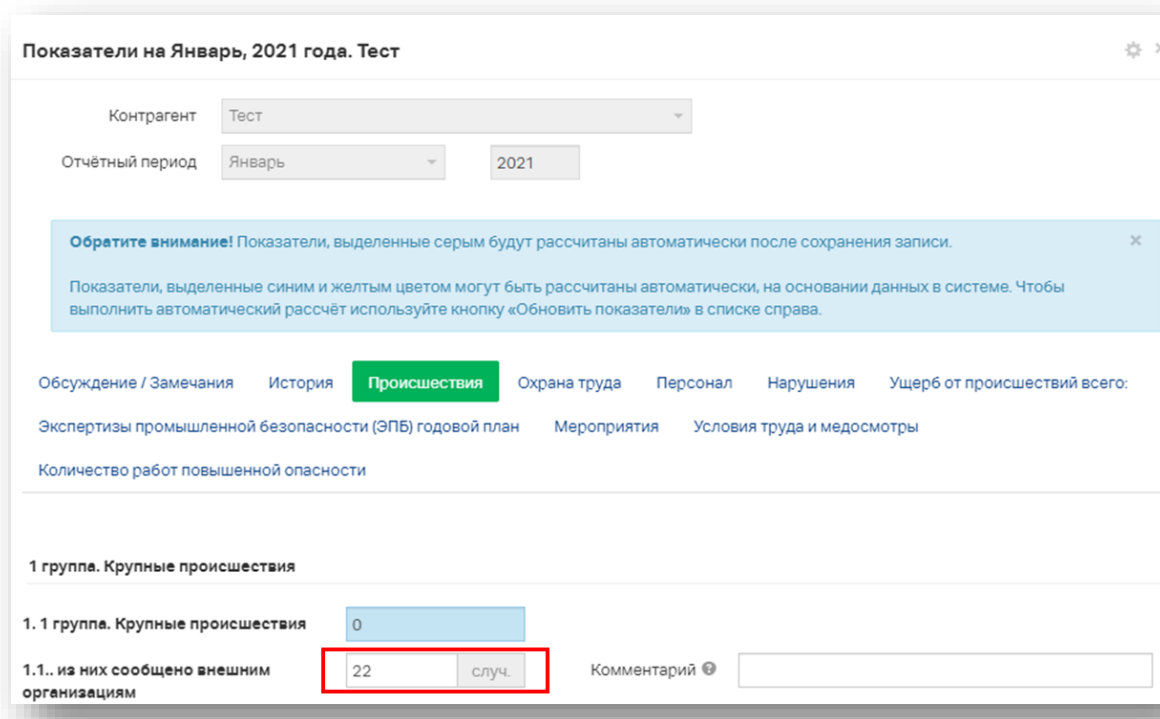 Показатели на Январь, 2021 года. Тест
Контрагент Тест
Отчётный период Январь 2021
Обратите внимание! Показатели, выделенные серым будут рассчитаны автоматически после сохранения записи.
Показатели, выделенные синим и желтым цветом могут быть рассчитаны автоматически, на основании данных в системе. Чтобы
выполнить автоматический рассчёт используйте кнопку «Обновить показатели» в списке справа.
Обсуждение / Замечания История Происшествия Охрана труда Персонал Нарушения Ущерб от происшествий всего:
Экспертизы промышленной безопасности (ЭПБ) годовой план Мероприятия Условия труда и медосмотры
Количество работ повышенной опасности
1 группа. Крупные происшествия
1. 1 группа. Крупные происшествия 0
1.1.. из них сообщено внешним 22 случ. Комментарий
организациям